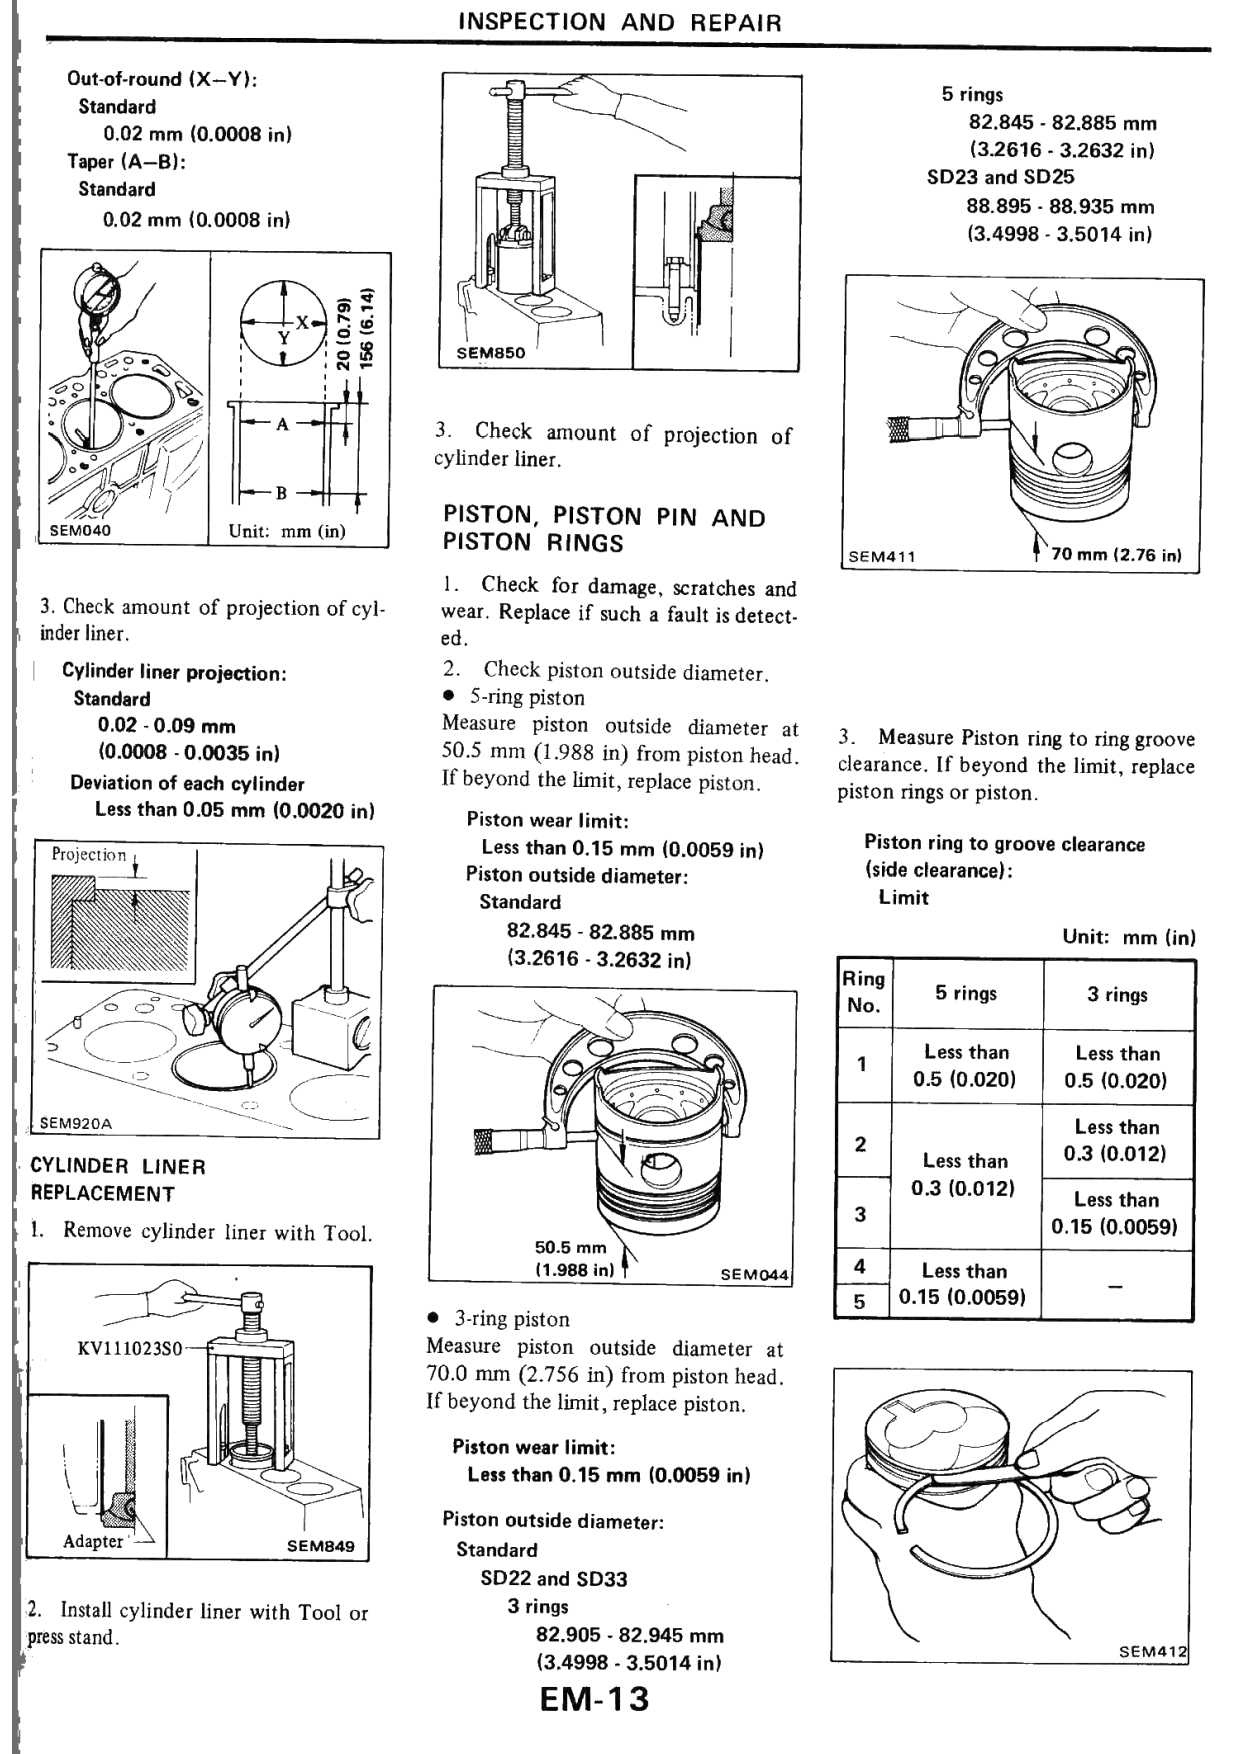 INSPECTION AND REPAIR
Out-of-round (X—Y):
Standard
0.02 mm (0.0008 in)
Taper (A—B):
Standard
0.02 mm (0.0008 in)
X
Y
20 (0.79)
156 (6.14)
A
B
SEM040
Unit: mm (in)
3. Check amount of projection of cyl-
inder liner.
Cylinder liner projection:
Standard
0.02 - 0.09 mm
(0.0008 - 0.0035 in)
Deviation of each cylinder
Less than 0.05 mm (0.0020 in)
Projection
SEM920A
CYLINDER LINER
REPLACEMENT
1. Remove cylinder liner with Tool.
KV111023S0
Adapter
SEM849
2. Install cylinder liner with Tool or
press stand.
SEM850
3. Check amount of projection of
cylinder liner.
PISTON, PISTON PIN AND
PISTON RINGS
1. Check for damage, scratches and
wear. Replace if such a fault is detect-
ed.
2. Check piston outside diameter.
● 5-ring piston
Measure piston outside diameter at
50.5 mm (1.988 in) from piston head.
If beyond the limit, replace piston.
Piston wear limit:
Less than 0.15 mm (0.0059 in)
Piston outside diameter:
Standard
82.845 - 82.885 mm
(3.2616 - 3.2632 in)
50.5 mm
(1.988 in)
SEM044
● 3-ring piston
Measure piston outside diameter at
70.0 mm (2.756 in) from piston head.
If beyond the limit, replace piston.
Piston wear limit:
Less than 0.15 mm (0.0059 in)
Piston outside diameter:
Standard
SD22 and SD33
3 rings
82.905 - 82.945 mm
(3.4998 - 3.5014 in)
5 rings
82.845 - 82.885 mm
(3.2616 - 3.2632 in)
SD23 and SD25
88.895 - 88.935 mm
(3.4998 - 3.5014 in)
SEM411
70 mm (2.76 in)
3. Measure Piston ring to ring groove
clearance. If beyond the limit, replace
piston rings or piston.
Piston ring to groove clearance
(side clearance):
Limit
Unit: mm (in)
Ring No. 5 rings 3 rings
1 Less than 0.5 (0.020) Less than 0.5 (0.020)
2 Less than 0.3 (0.012) Less than 0.3 (0.012)
3 Less than 0.15 (0.0059)
4 Less than 0.15 (0.0059) —
5
SEM412
EM-13